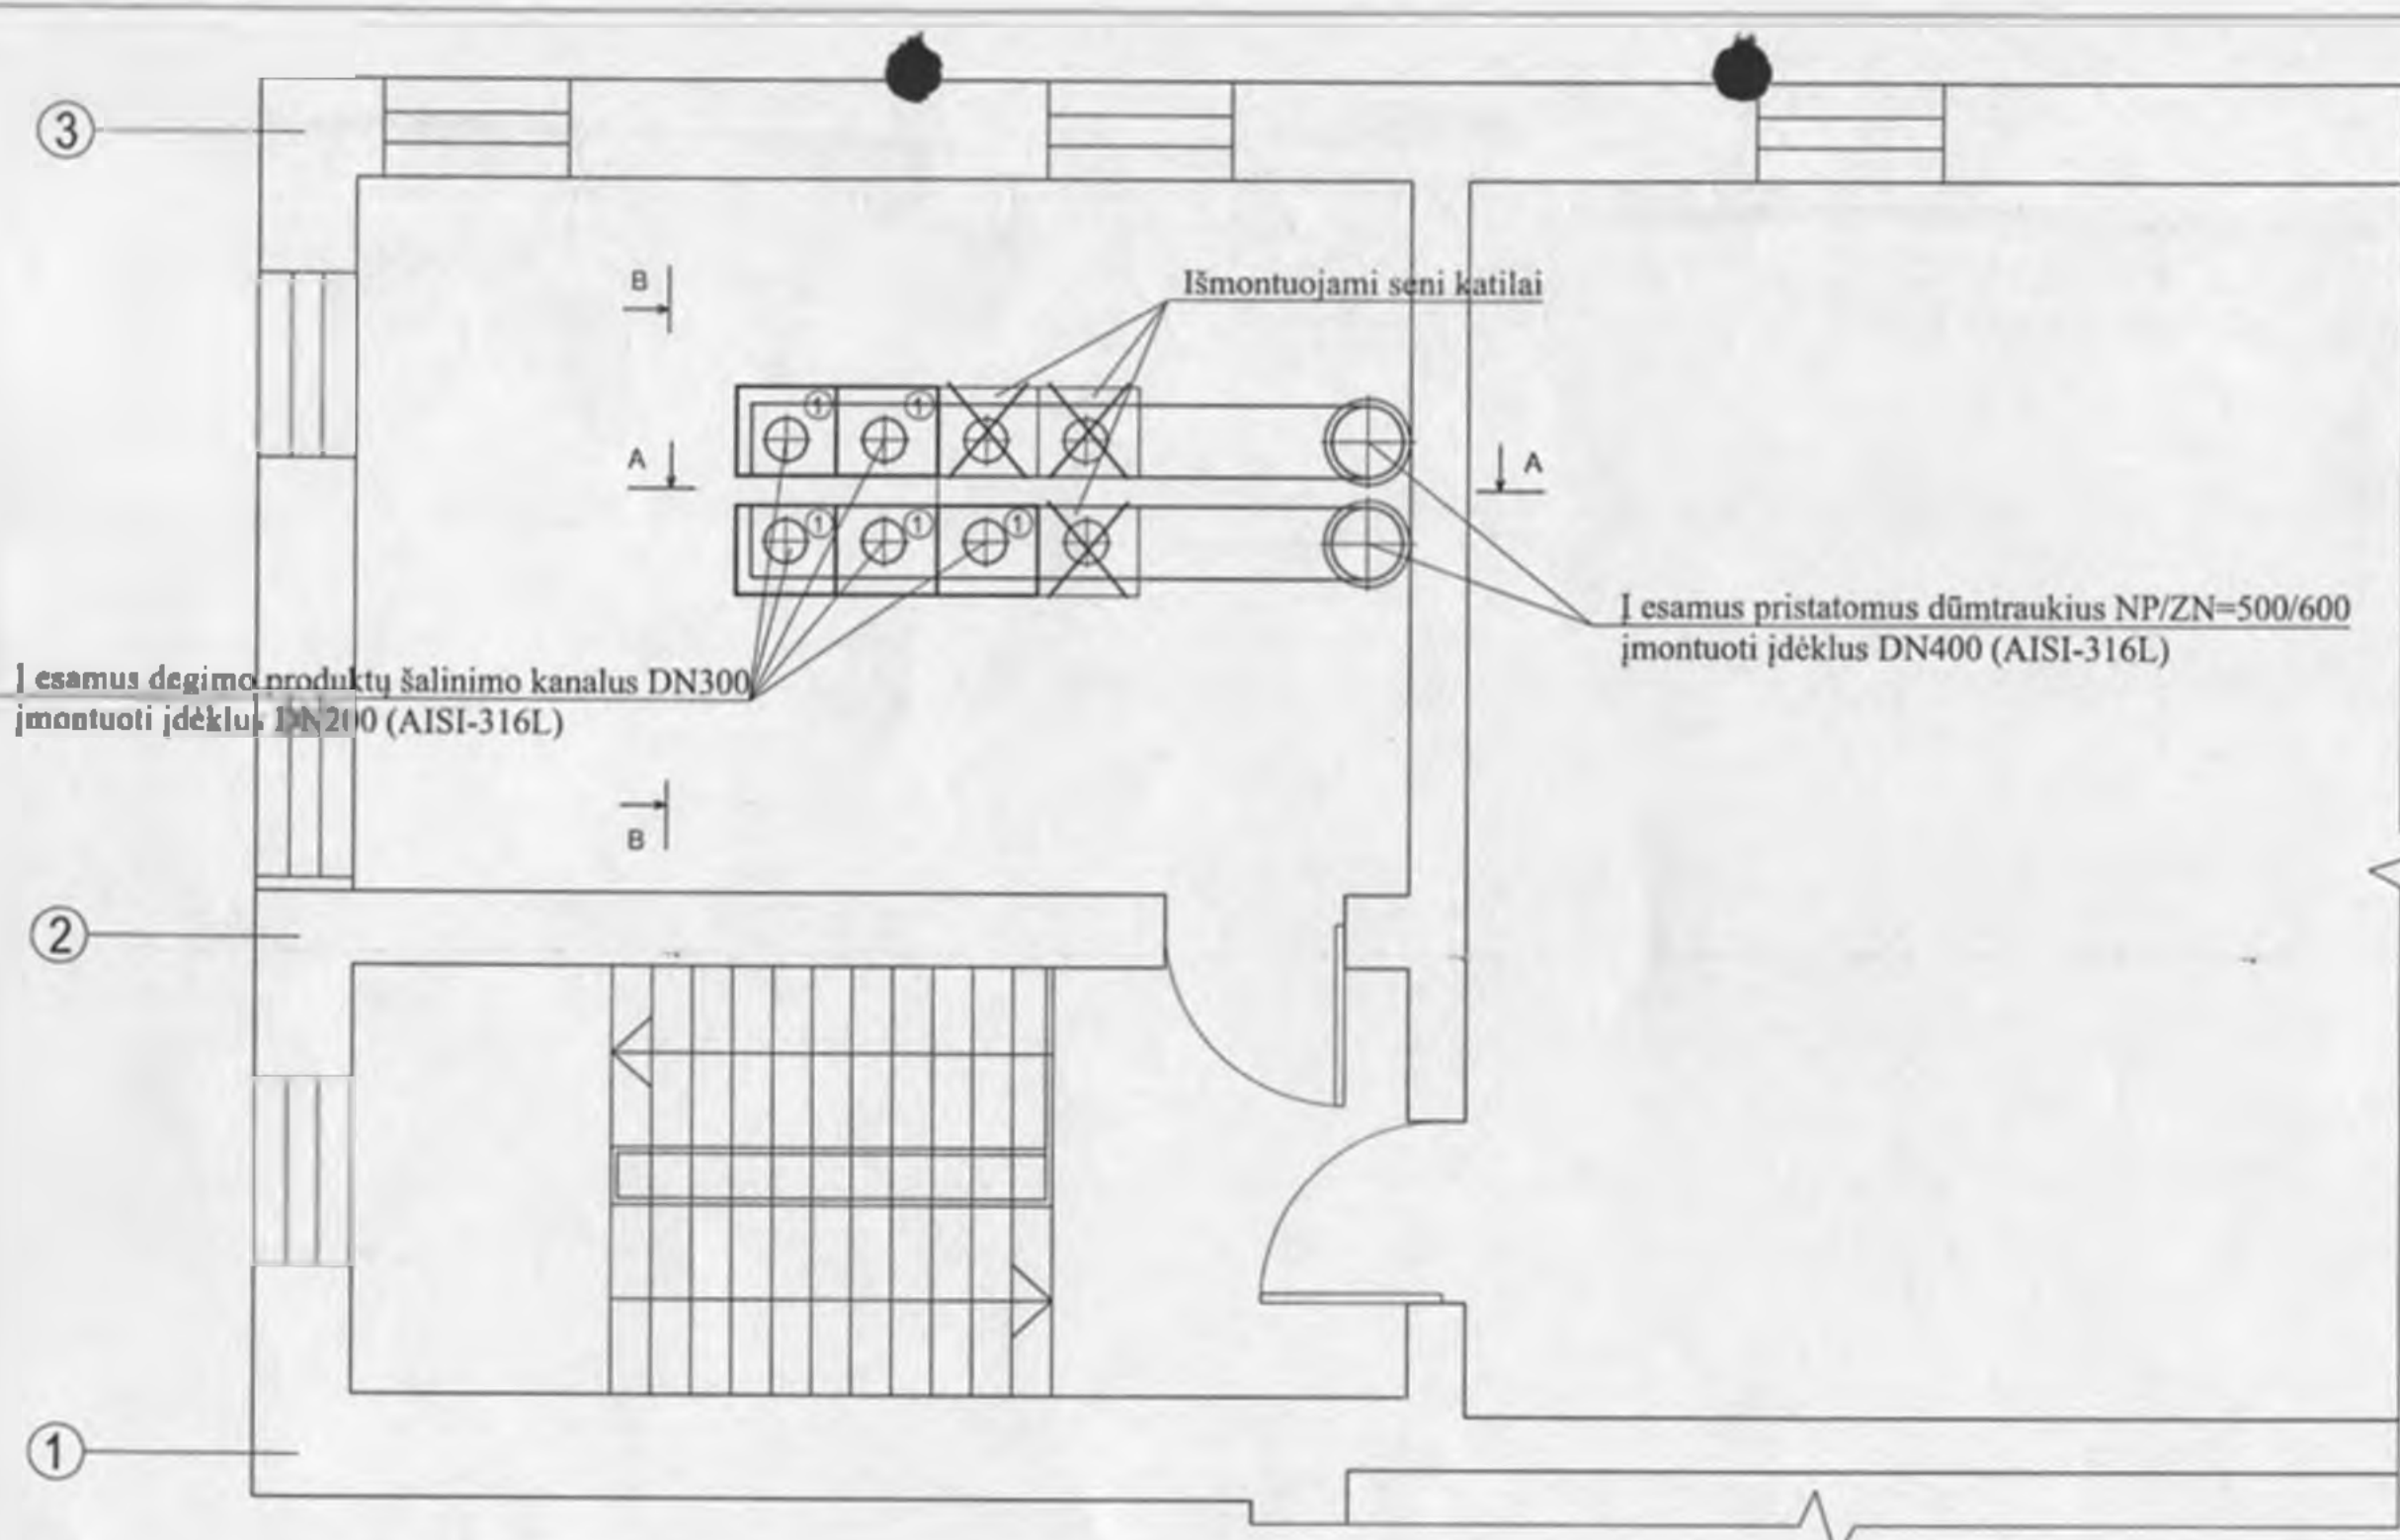 3
B
Išmontuojami seni katilai
1 1
A A
1 1 1
Į esamus pristatomus dūmtraukius NP/ZN=500/600
įmontuoti įdėklus DN400 (AISI-316L)
Į esamus degimo produktų šalinimo kanalus DN300
įmontuoti įdėklus DN200 (AISI-316L)
B
2
1